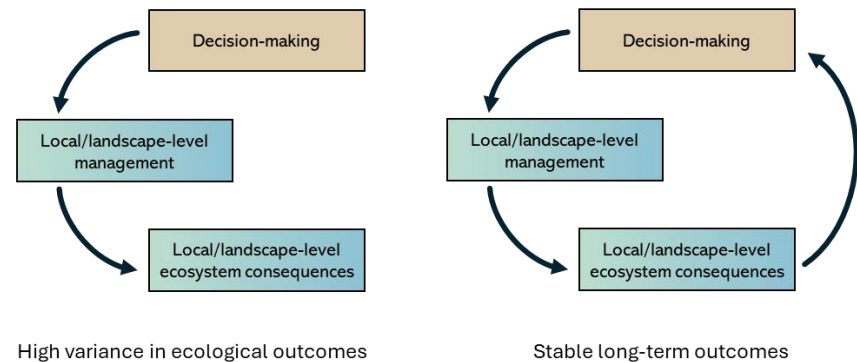 Decision-making
Local/landscape-level
management
Local/landscape-level
ecosystem consequences
High variance in ecological outcomes
Decision-making
Local/landscape-level
management
Local/landscape-level
ecosystem consequences
Stable long-term outcomes